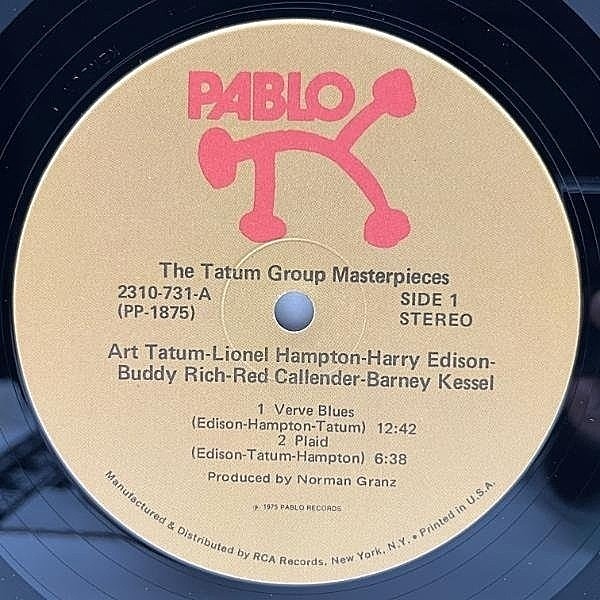 PABLO
The Tatum Group Masterpieces
2310-731-A SIDE 1
(PP-1875) STEREO
Art Tatum-Lionel Hampton-Harry Edison-
Buddy Rich-Red Callender-Barney Kessel
1 Verve Blues
(Edison-Hampton-Tatum) 12:42
2 Plaid
(Edison-Tatum-Hampton) 6:38
Produced by Norman Granz
℗ 1975 PABLO RECORDS
Manufactured & Distributed by RCA Records, New York, N.Y. • Printed in U.S.A.